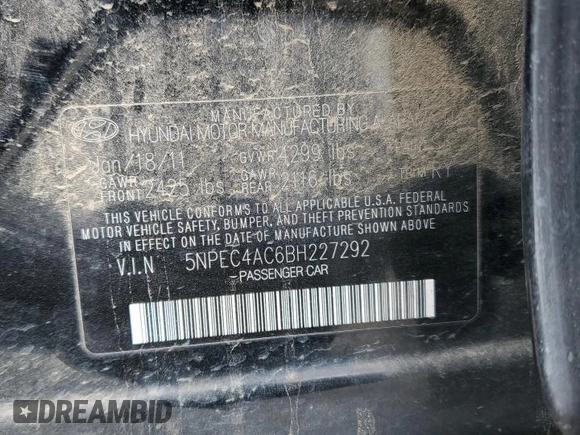 MANUFACTURED BY
HYUNDAI MOTOR MANUFACTURING
Jan/18/11 GVWR 4299 lbs
GAWR FRONT 2425 lbs GAWR REAR 2116 lbs
THIS VEHICLE CONFORMS TO ALL APPLICABLE U.S.A. FEDERAL
MOTOR VEHICLE SAFETY, BUMPER, AND THEFT PREVENTION STANDARDS
IN EFFECT ON THE DATE OF MANUFACTURE SHOWN ABOVE
V.I.N 5NPEC4AC6BH227292
-PASSENGER CAR
DREAMBID